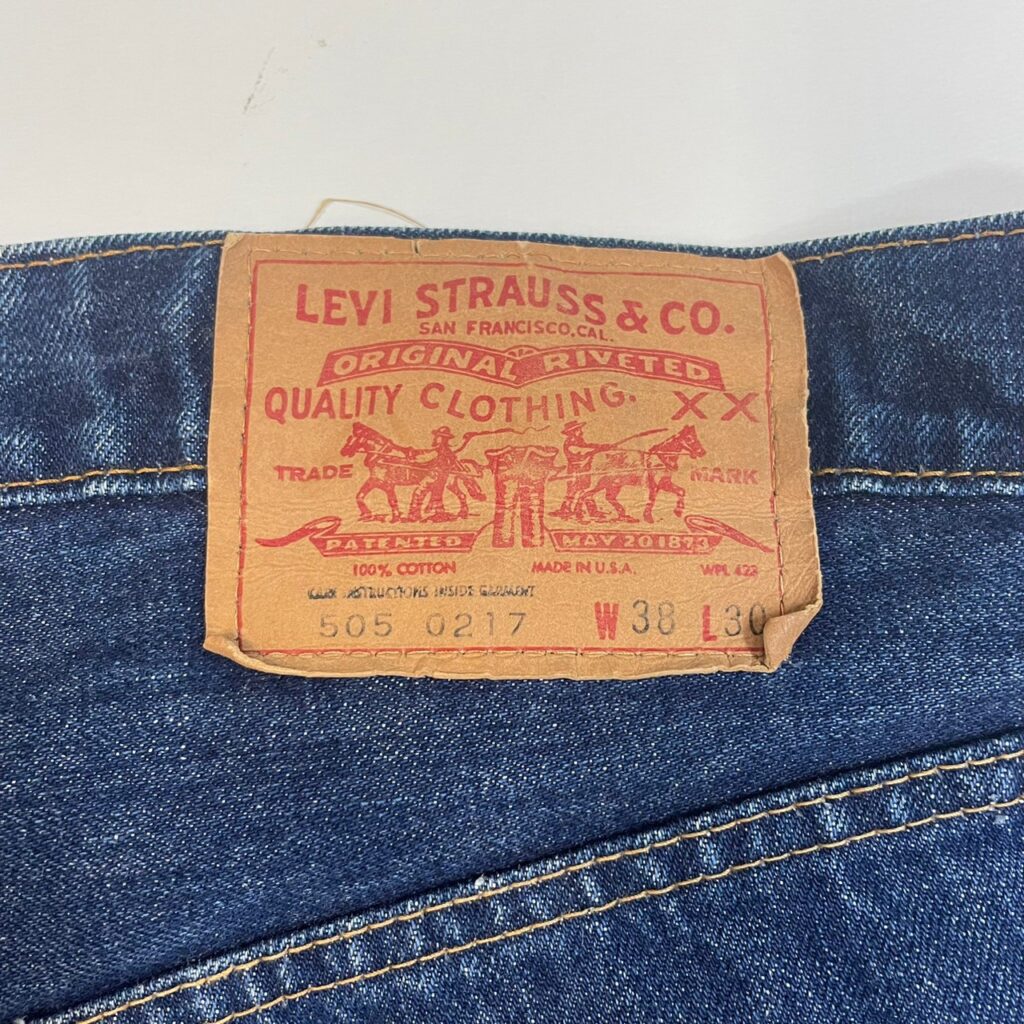 LEVI STRAUSS & CO.
SAN FRANCISCO, CAL.
ORIGINAL RIVETED
QUALITY CLOTHING. XX
TRADE MARK
PATENTED MAY 20 1873
100% COTTON MADE IN U.S.A. WPL 423
INSTRUCTIONS INSIDE GARMENT
505 0217 W 38 L 30